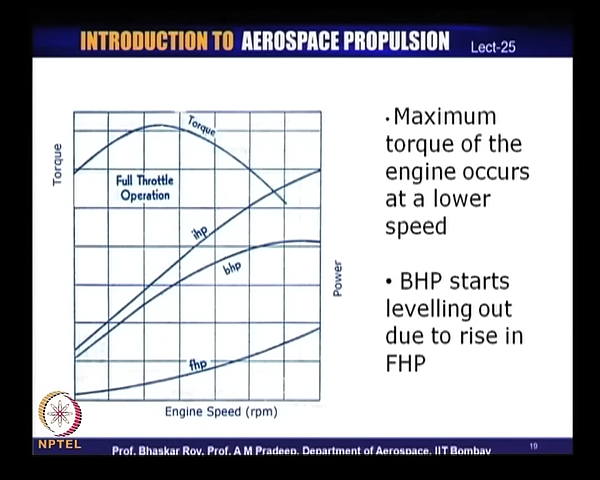 INTRODUCTION TO AEROSPACE PROPULSION Lect-25
Torque
Torque
Full Throttle
Operation
ihp
bhp
fhp
Power
Engine Speed (rpm)
•Maximum
torque of the
engine occurs
at a lower
speed
• BHP starts
levelling out
due to rise in
FHP
NPTEL
Prof. Bhaskar Roy, Prof. A M Pradeep, Department of Aerospace, IIT Bombay
19